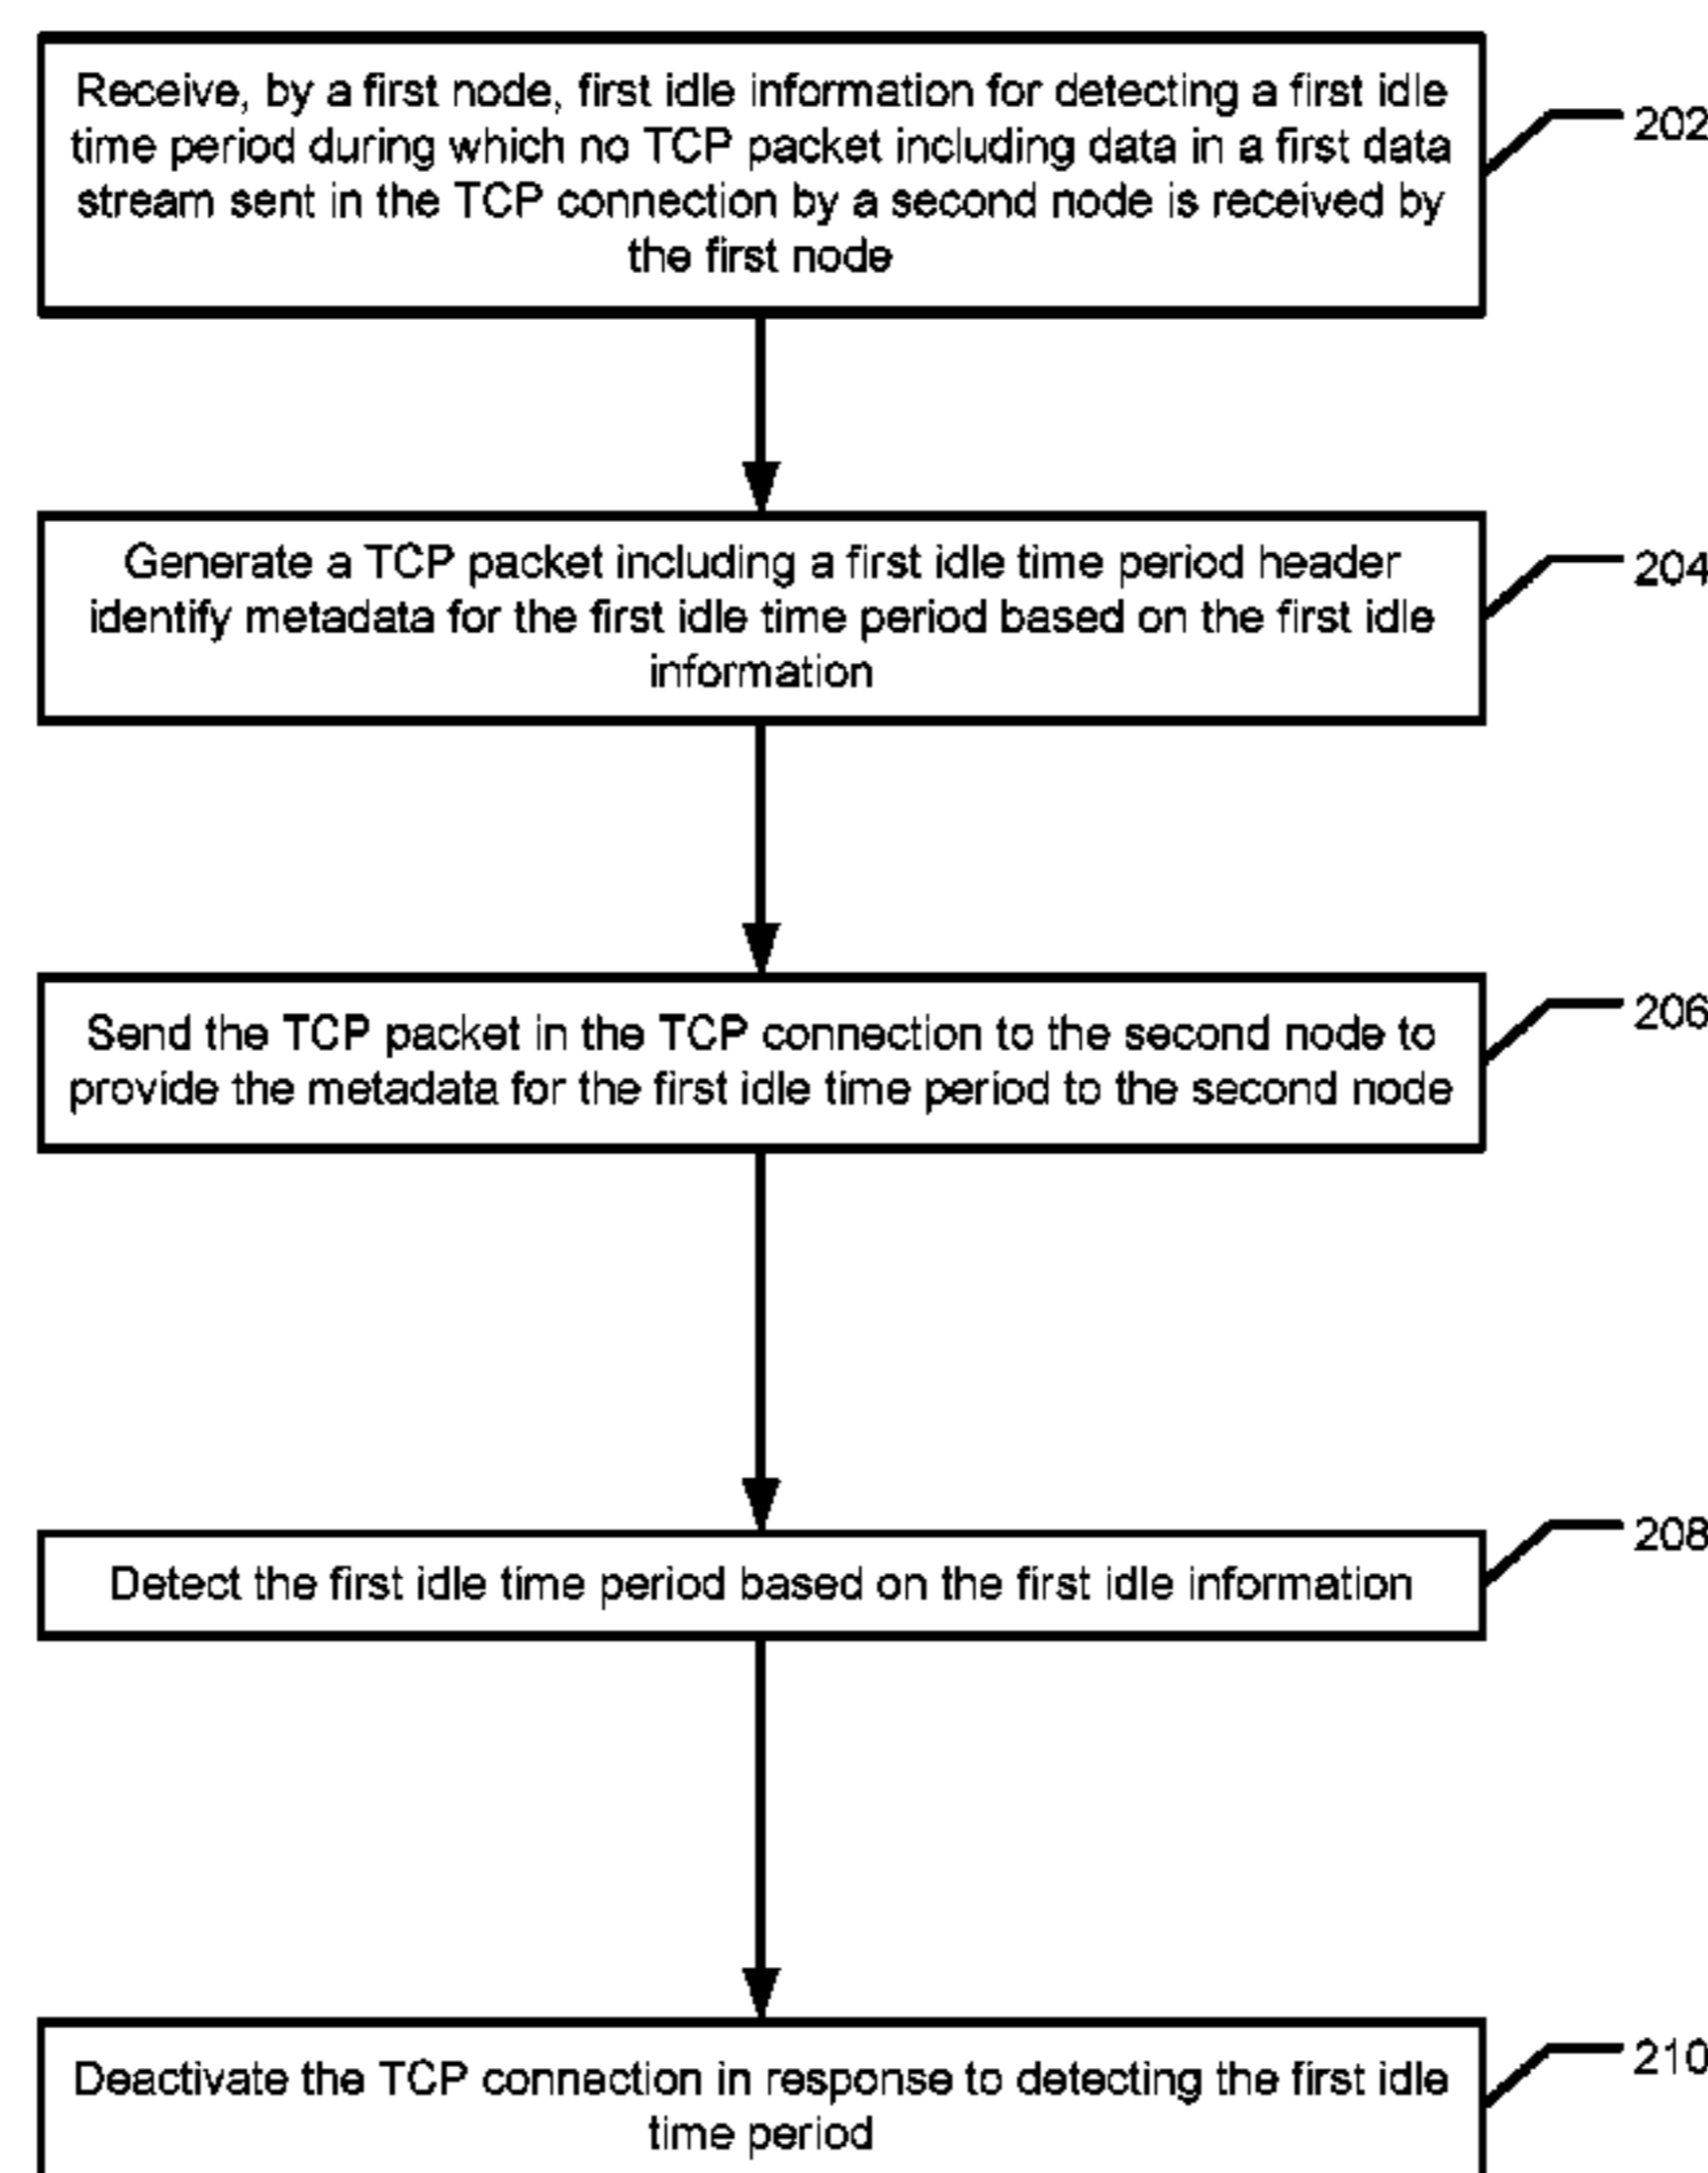 Receive, by a first node, first idle information for detecting a first idle
time period during which no TCP packet including data in a first data
stream sent in the TCP connection by a second node is received by
the first node
202
Generate a TCP packet including a first idle time period header
identify metadata for the first idle time period based on the first idle
information
204
Send the TCP packet in the TCP connection to the second node to
provide the metadata for the first idle time period to the second node
206
Detect the first idle time period based on the first idle information
208
Deactivate the TCP connection in response to detecting the first idle
time period
210